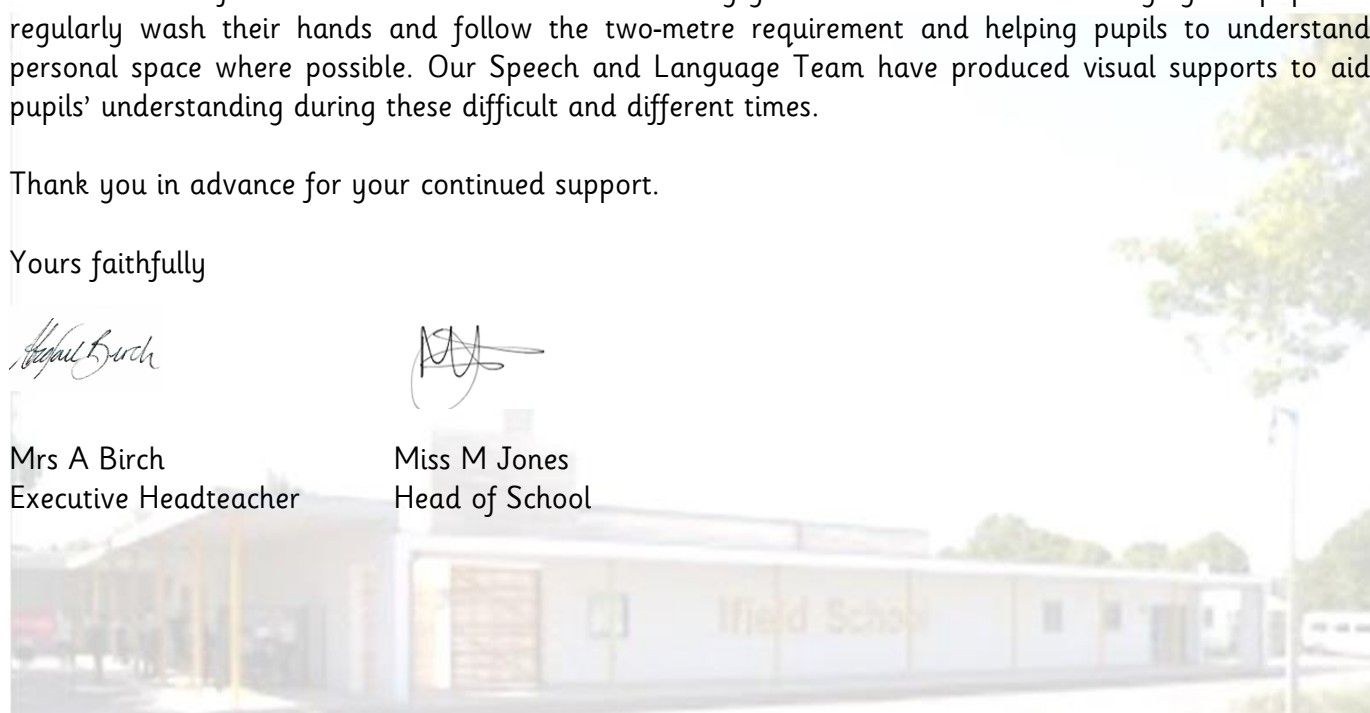 regularly wash their hands and follow the two-metre requirement and helping pupils to understand
personal space where possible. Our Speech and Language Team have produced visual supports to aid
pupils’ understanding during these difficult and different times.
Thank you in advance for your continued support.
Yours faithfully
Abigail Birch
Mrs A Birch Miss M Jones
Executive Headteacher Head of School
Ifield School